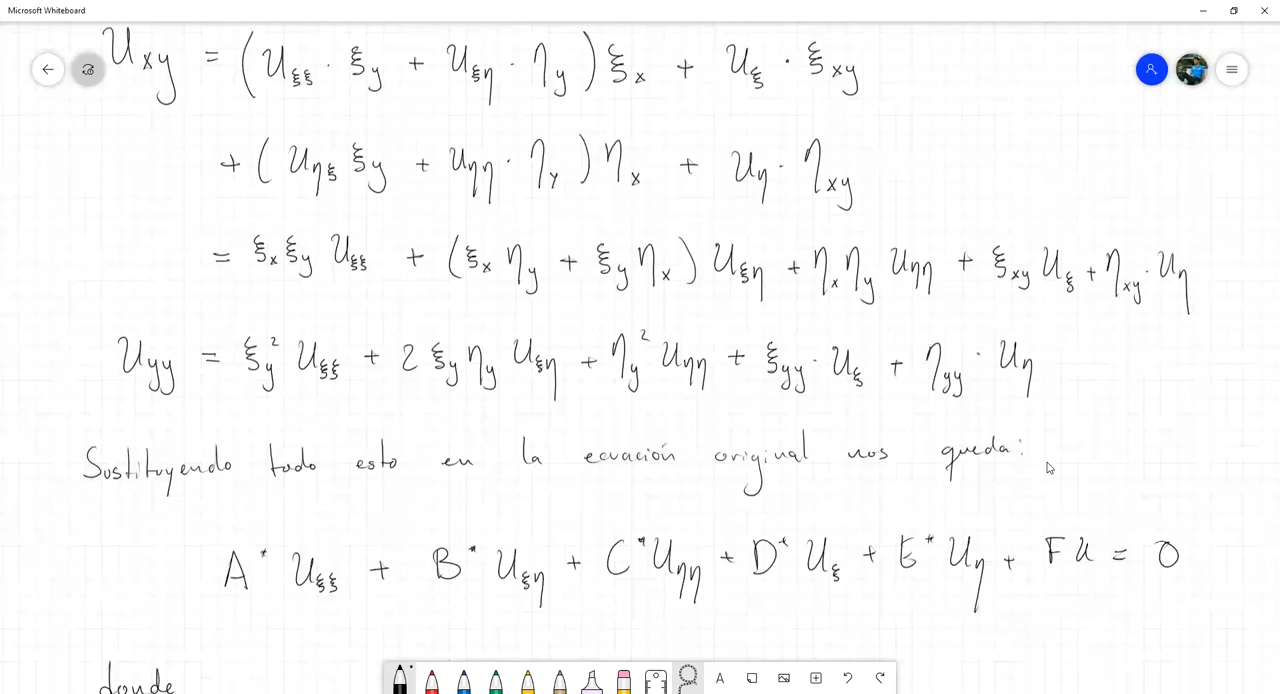 Microsoft Whiteboard
U_xy = (U_ξξ · ξ_y + U_ξη · η_y) ξ_x + U_ξ · ξ_xy
+ (U_ηξ ξ_y + U_ηη · η_y) η_x + U_η · η_xy
= ξ_x ξ_y U_ξξ + (ξ_x η_y + ξ_y η_x) U_ξη + η_x η_y U_ηη + ξ_xy U_ξ + η_xy · U_η
U_yy = ξ_y² U_ξξ + 2 ξ_y η_y U_ξη + η_y² U_ηη + ξ_yy · U_ξ + η_yy · U_η
Sustituyendo todo esto en la ecuación original nos queda:
A* U_ξξ + B* U_ξη + C* U_ηη + D* U_ξ + E* U_η + F u = 0
donde
A